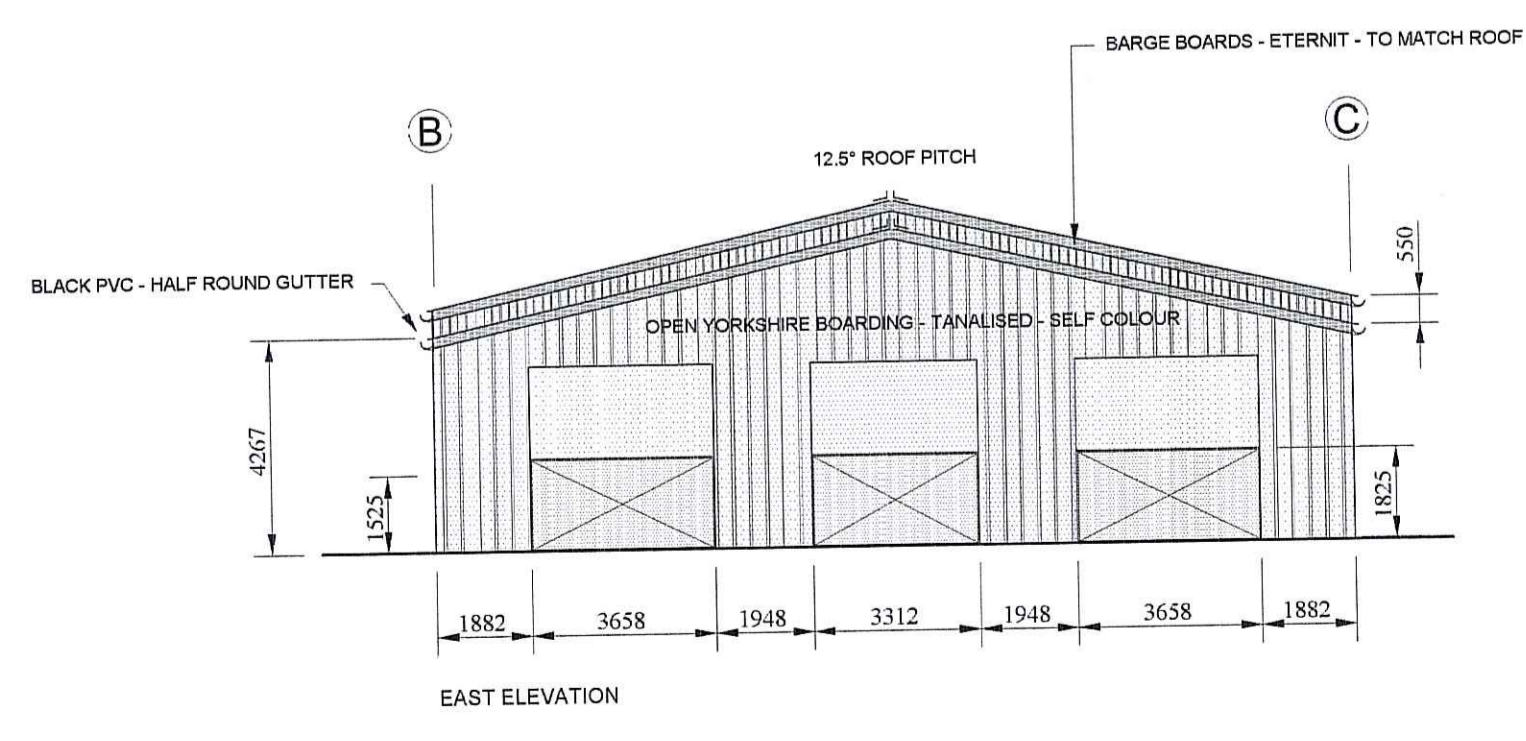 BARGE BOARDS - ETERNIT - TO MATCH ROOF
B
C
12.5° ROOF PITCH
550
BLACK PVC - HALF ROUND GUTTER
OPEN YORKSHIRE BOARDING - TANALISED - SELF COLOUR
4267
1525
1825
1882 3658 1948 3312 1948 3658 1882
EAST ELEVATION